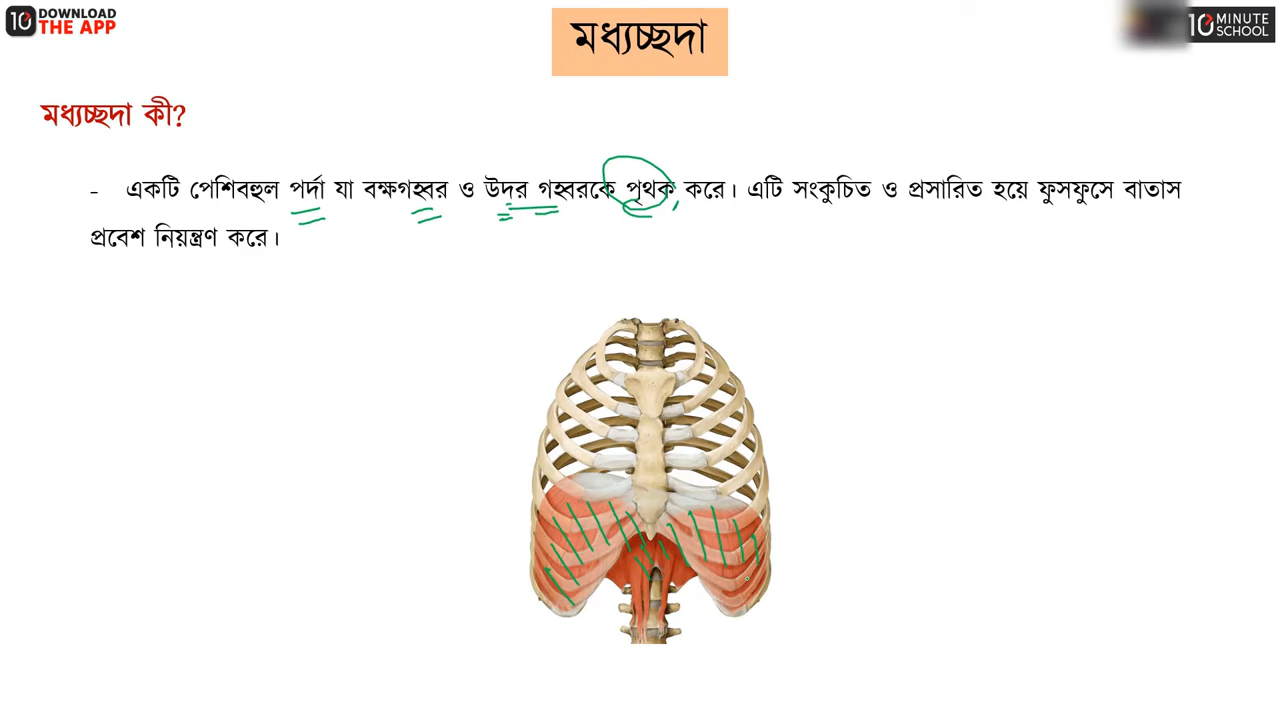 10 DOWNLOAD
THE APP
মধ্যচ্ছদা
10 MINUTE
SCHOOL
মধ্যচ্ছদা কী?
- একটি পেশিবহুল পর্দা যা বক্ষগহ্বর ও উদর গহ্বরকে পৃথক করে। এটি সংকুচিত ও প্রসারিত হয়ে ফুসফুসে বাতাস
প্রবেশ নিয়ন্ত্রণ করে।